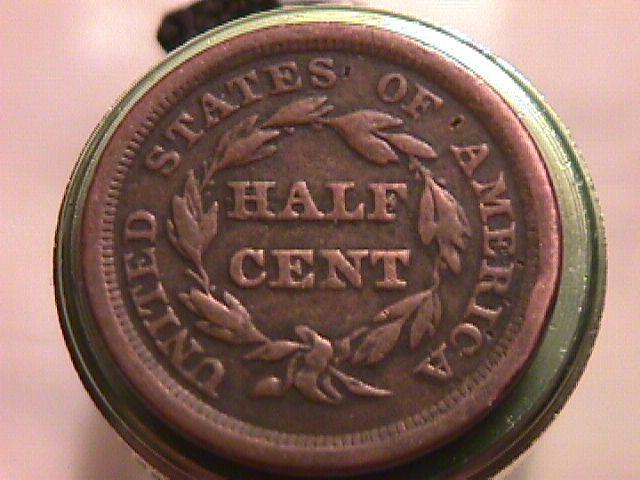 UNITED STATES OF AMERICA
HALF
CENT